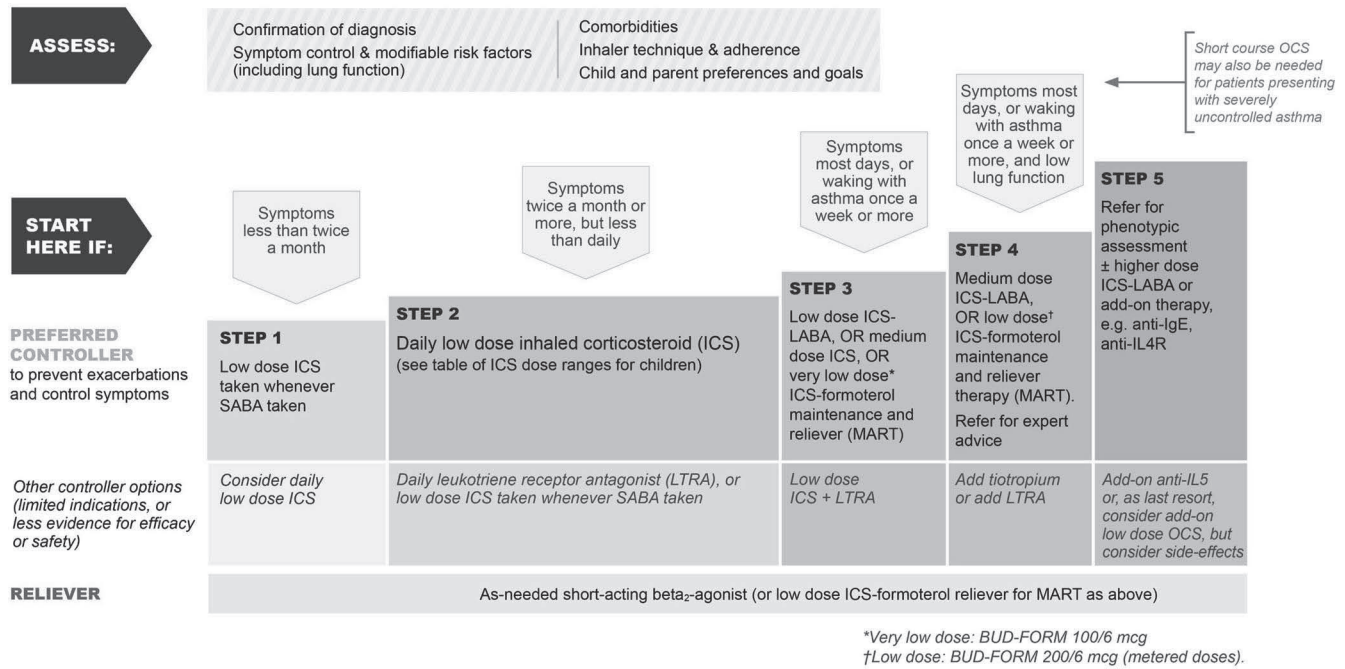 ASSESS:
Confirmation of diagnosis
Symptom control & modifiable risk factors
(including lung function)
Comorbidities
Inhaler technique & adherence
Child and parent preferences and goals
Short course OCS
may also be needed
for patients presenting
with severely
uncontrolled asthma
START
HERE IF:
Symptoms
less than twice
a month
Symptoms
twice a month or
more, but less
than daily
Symptoms
most days, or
waking with
asthma once a
week or more
Symptoms most
days, or waking
with asthma
once a week or
more, and low
lung function
PREFERRED
CONTROLLER
to prevent exacerbations
and control symptoms
STEP 1
Low dose ICS
taken whenever
SABA taken
STEP 2
Daily low dose inhaled corticosteroid (ICS)
(see table of ICS dose ranges for children)
STEP 3
Low dose ICS-
LABA, OR medium
dose ICS, OR
very low dose*
ICS-formoterol
maintenance and
reliever (MART)
STEP 4
Medium dose
ICS-LABA,
OR low dose†
ICS-formoterol
maintenance
and reliever
therapy (MART).
Refer for expert
advice
STEP 5
Refer for
phenotypic
assessment
± higher dose
ICS-LABA or
add-on therapy,
e.g. anti-IgE,
anti-IL4R
Other controller options
(limited indications, or
less evidence for efficacy
or safety)
Consider daily
low dose ICS
Daily leukotriene receptor antagonist (LTRA), or
low dose ICS taken whenever SABA taken
Low dose
ICS + LTRA
Add tiotropium
or add LTRA
Add-on anti-IL5
or, as last resort,
consider add-on
low dose OCS, but
consider side-effects
RELIEVER
As-needed short-acting beta₂-agonist (or low dose ICS-formoterol reliever for MART as above)
*Very low dose: BUD-FORM 100/6 mcg
†Low dose: BUD-FORM 200/6 mcg (metered doses).